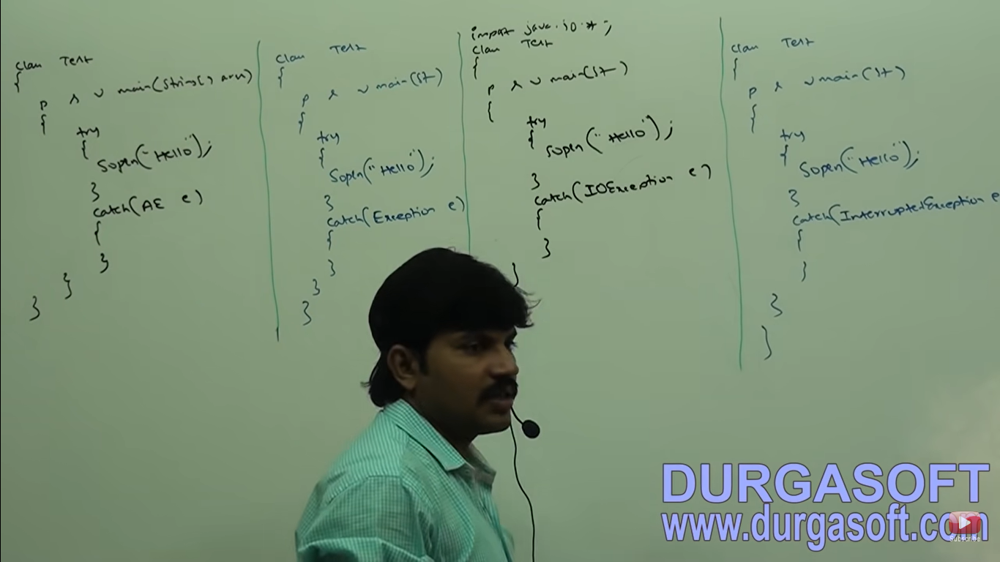 class Test
{
p s v main(String[] args)
{
try
{
Sopln("Hello");
}
catch(AE e)
{
}
}
}
class Test
{
p s v main(St)
{
try
{
Sopln("Hello");
}
catch(Exception e)
{
}
}
}
import java.io.*;
class Test
{
p s v main(St)
{
try
{
Sopln("Hello");
}
catch(IOException e)
{
}
}
class Test
{
p s v main(St)
{
try
{
Sopln("Hello");
}
catch(InterruptedException e
{
}
}
}
DURGASOFT
www.durgasoft.com
Subscribe